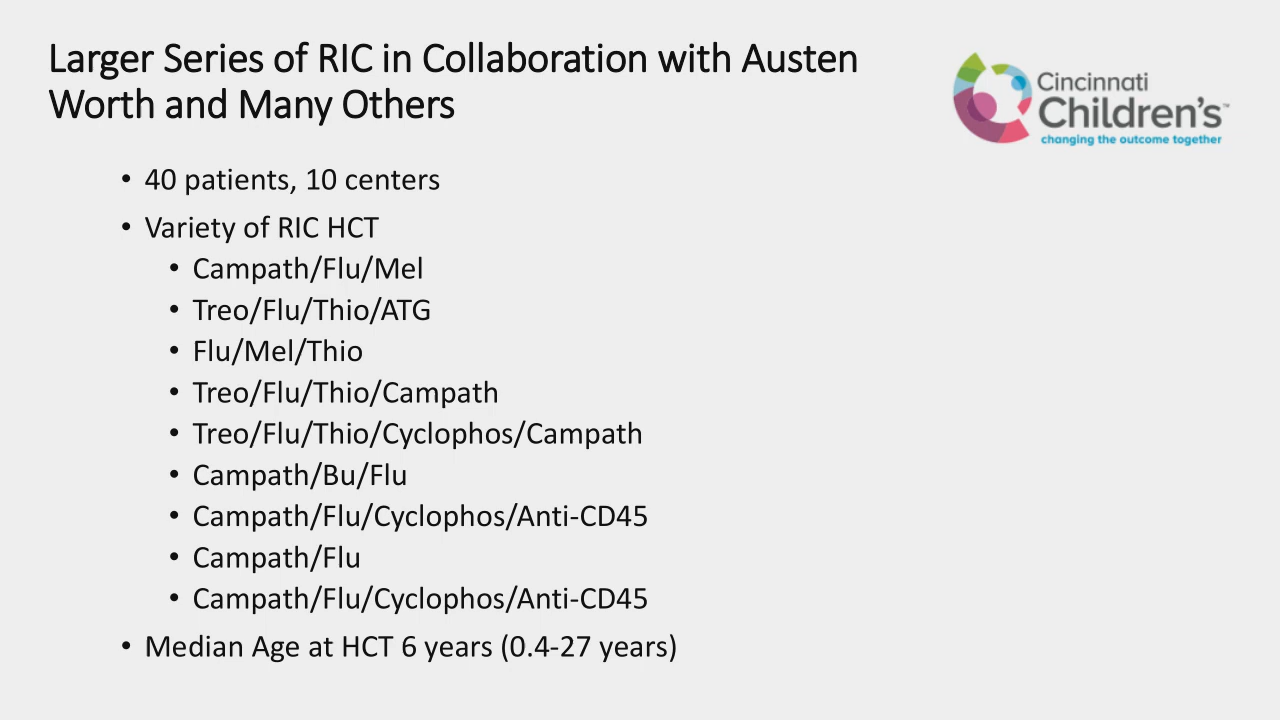 Larger Series of RIC in Collaboration with Austen
Worth and Many Others
Cincinnati
Children's™
changing the outcome together
• 40 patients, 10 centers
• Variety of RIC HCT
• Campath/Flu/Mel
• Treo/Flu/Thio/ATG
• Flu/Mel/Thio
• Treo/Flu/Thio/Campath
• Treo/Flu/Thio/Cyclophos/Campath
• Campath/Bu/Flu
• Campath/Flu/Cyclophos/Anti-CD45
• Campath/Flu
• Campath/Flu/Cyclophos/Anti-CD45
• Median Age at HCT 6 years (0.4-27 years)